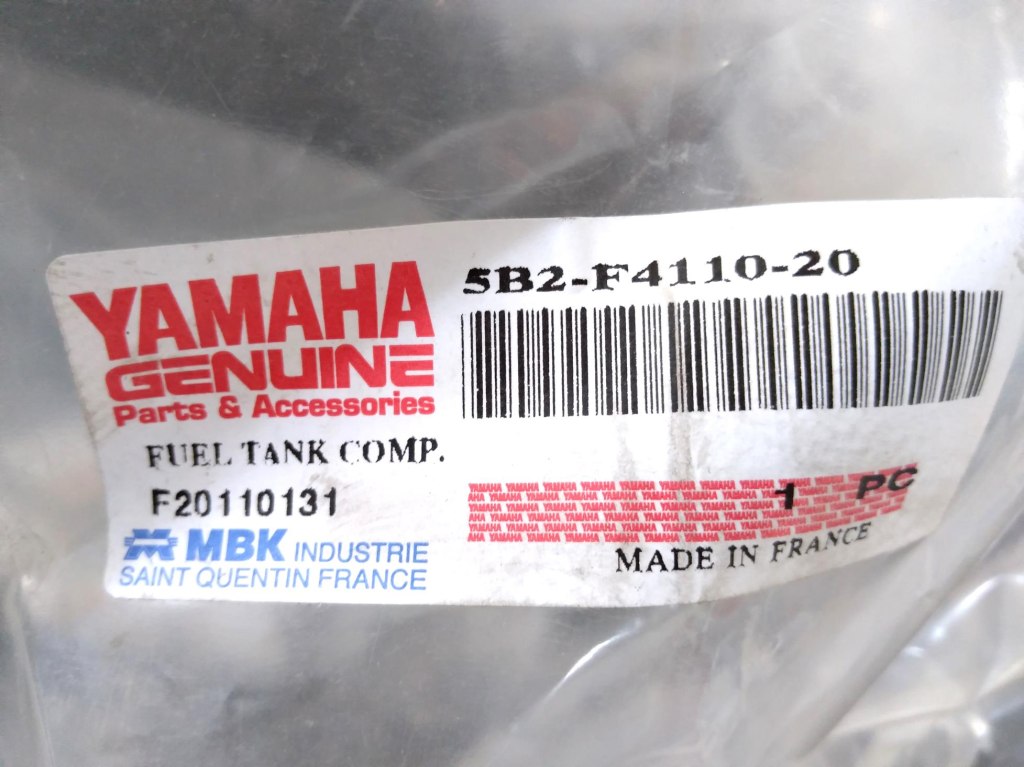 YAMAHA
GENUINE
Parts & Accessories
5B2-F4110-20
FUEL TANK COMP.
F20110131
MBK INDUSTRIE
SAINT QUENTIN FRANCE
1 PC
MADE IN FRANCE